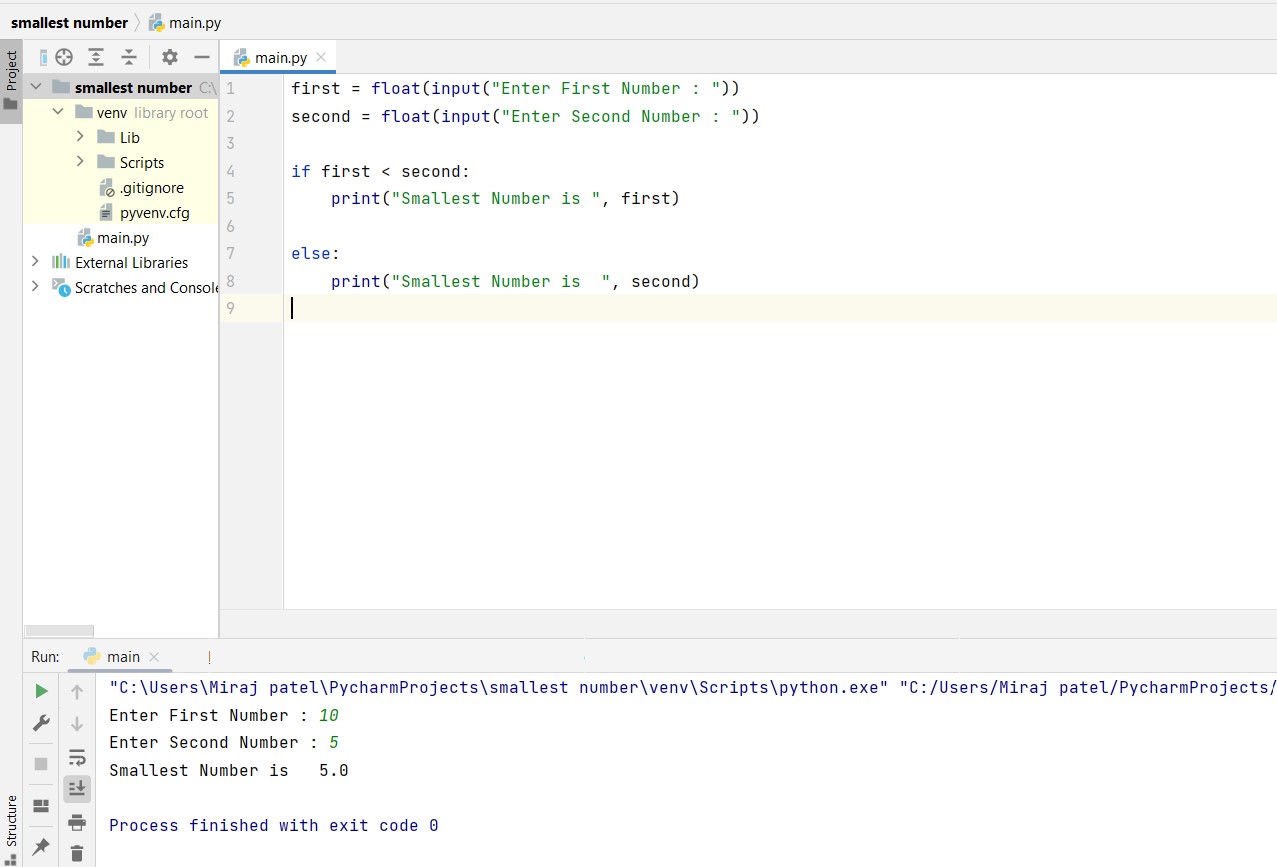 smallest number main.py
Project
main.py
smallest number C:\
venv library root
Lib
Scripts
.gitignore
pyvenv.cfg
main.py
External Libraries
Scratches and Console
1 first = float(input("Enter First Number : "))
2 second = float(input("Enter Second Number : "))
3
4 if first < second:
5     print("Smallest Number is ", first)
6
7 else:
8     print("Smallest Number is  ", second)
9
Run: main
"C:\Users\Miraj patel\PycharmProjects\smallest number\venv\Scripts\python.exe" "C:/Users/Miraj patel/PycharmProjects/
Enter First Number : 10
Enter Second Number : 5
Smallest Number is   5.0
Process finished with exit code 0
Structure